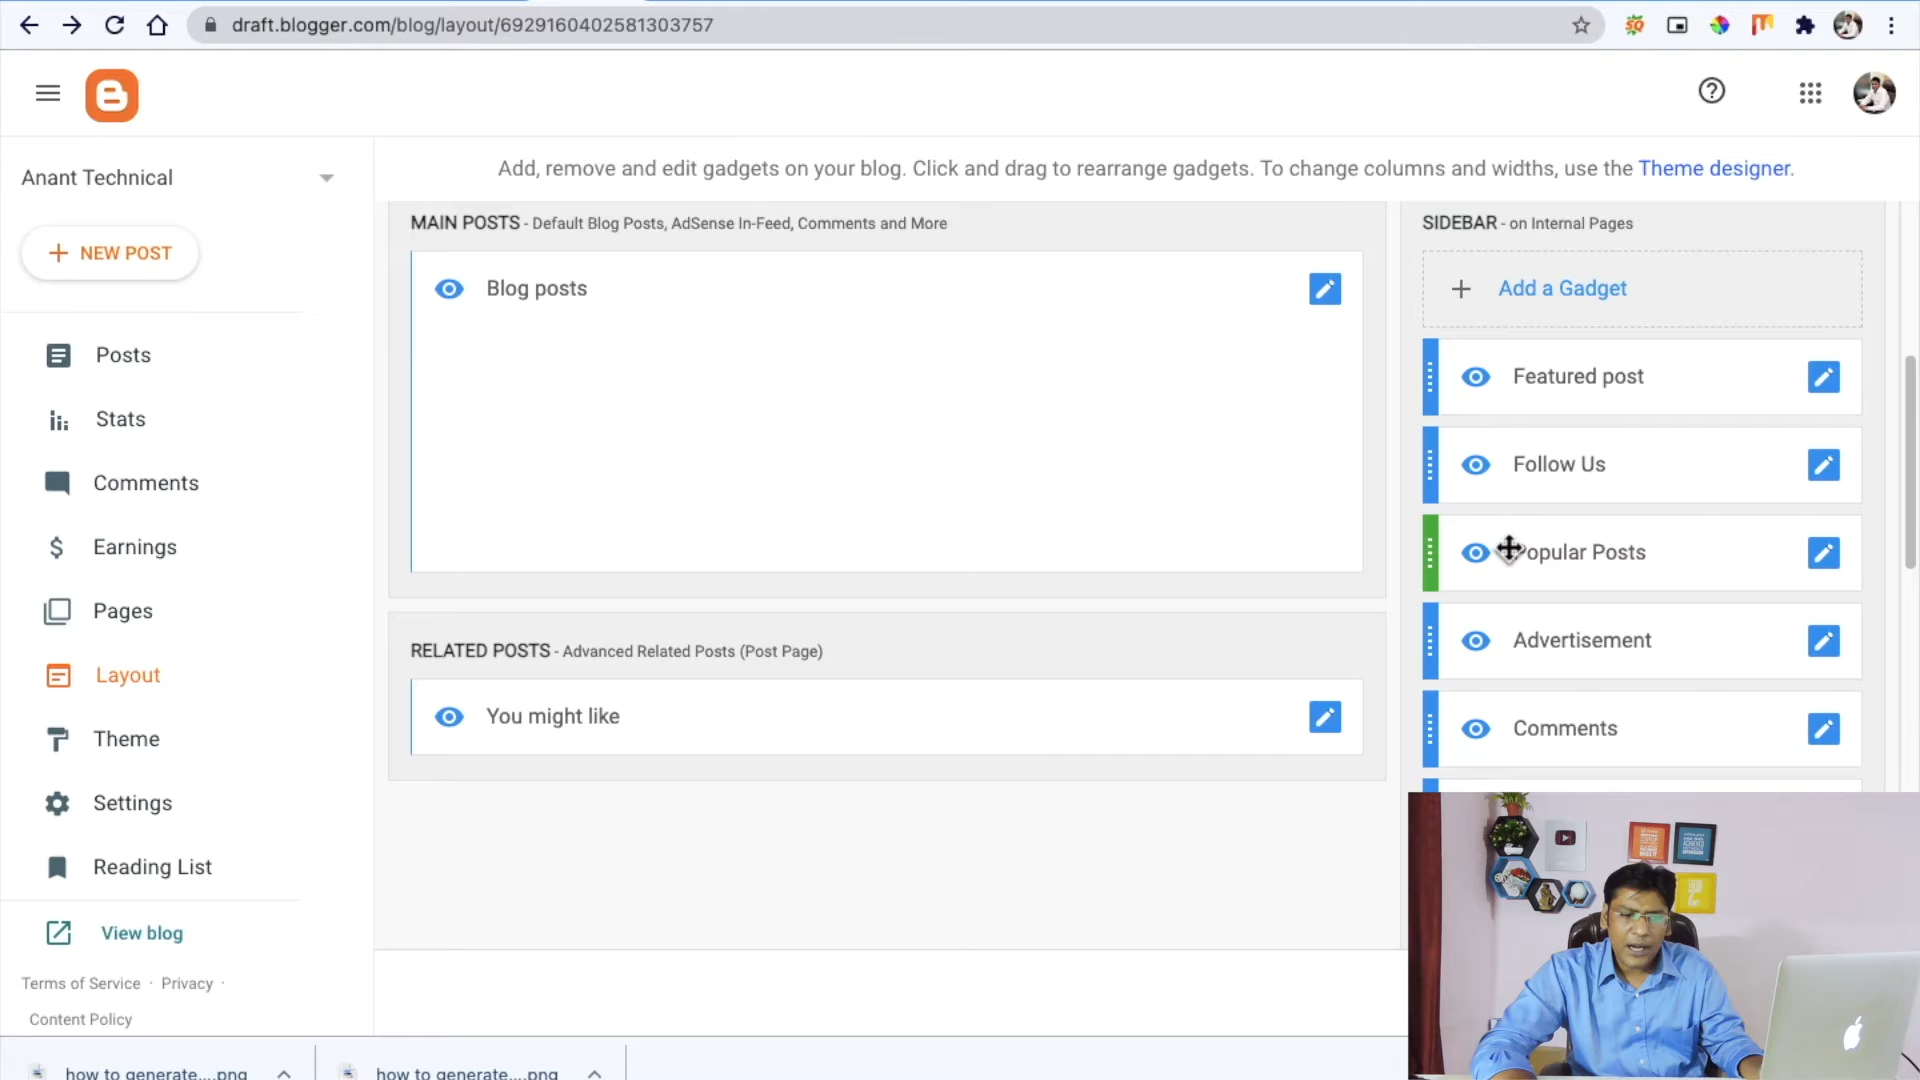 draft.blogger.com/blog/layout/6929160402581303757
Anant Technical
NEW POST
Posts
Stats
Comments
Earnings
Pages
Layout
Theme
Settings
Reading List
View blog
Terms of Service · Privacy ·
Content Policy
Add, remove and edit gadgets on your blog. Click and drag to rearrange gadgets. To change columns and widths, use the Theme designer.
MAIN POSTS - Default Blog Posts, AdSense In-Feed, Comments and More
Blog posts
RELATED POSTS - Advanced Related Posts (Post Page)
You might like
SIDEBAR - on Internal Pages
Add a Gadget
Featured post
Follow Us
opular Posts
Advertisement
Comments
how to generate....png
how to generate....png